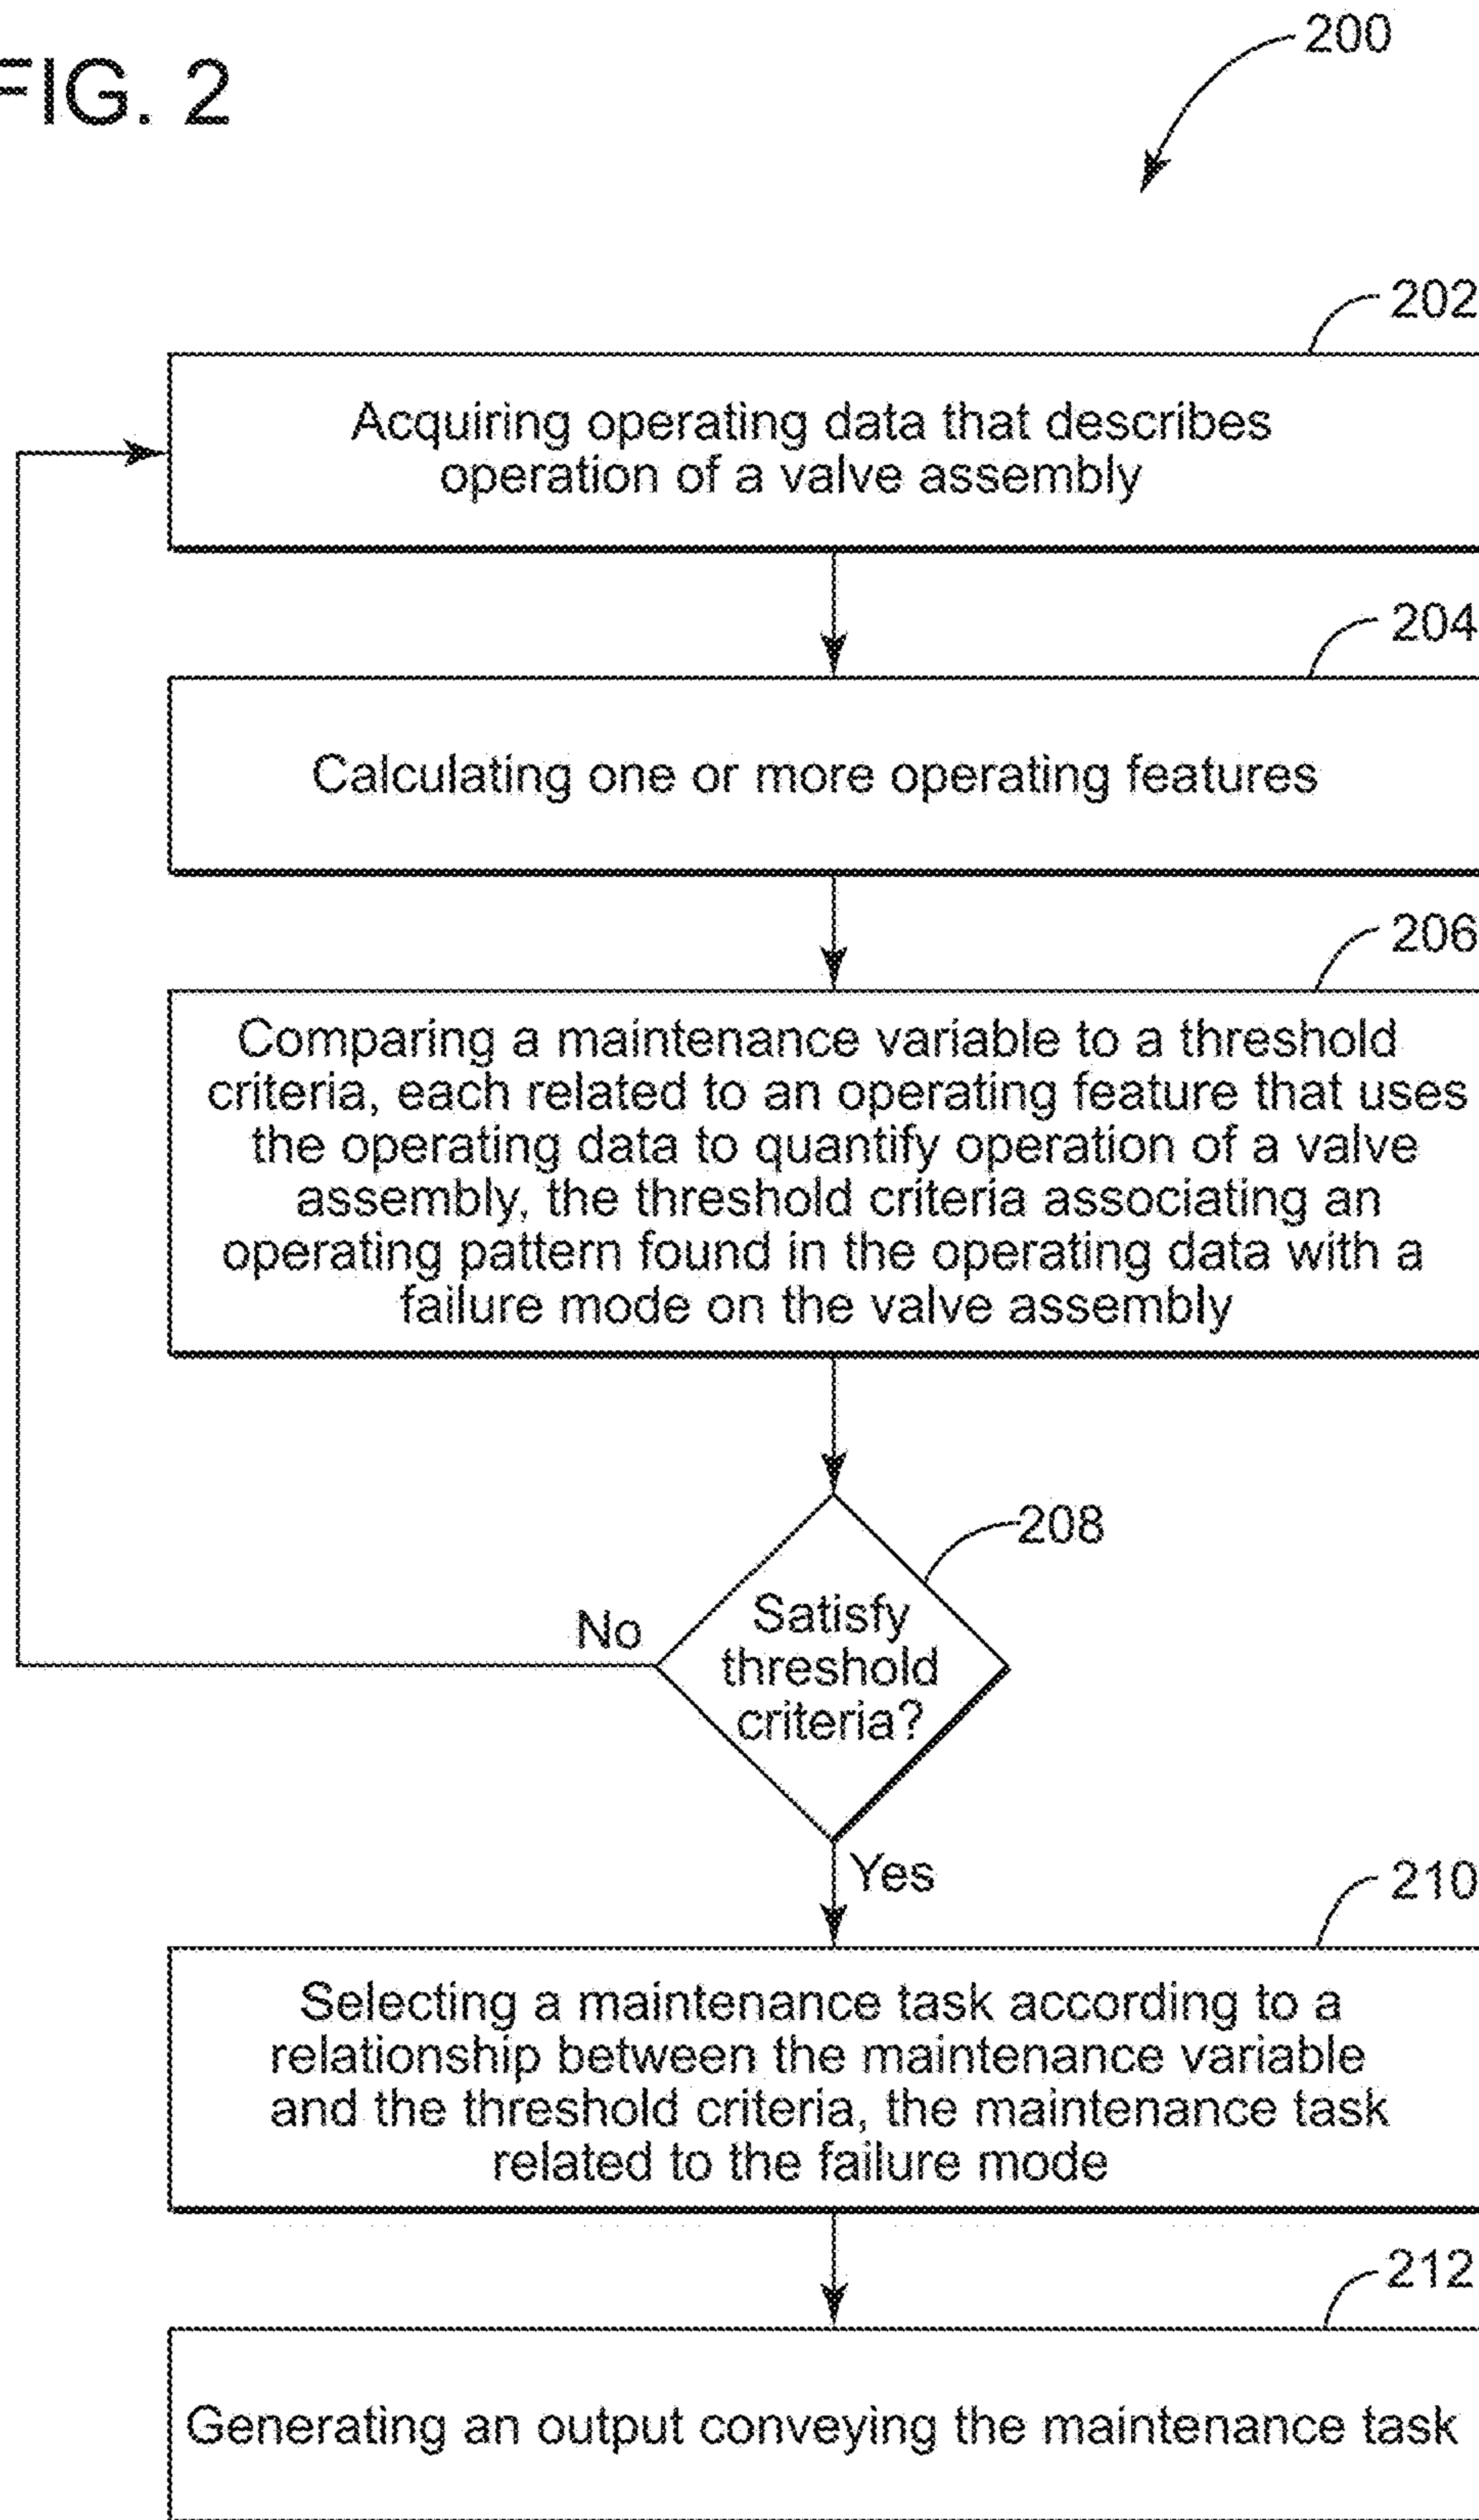 FIG. 2
200
202
Acquiring operating data that describes
operation of a valve assembly
204
Calculating one or more operating features
206
Comparing a maintenance variable to a threshold
criteria, each related to an operating feature that uses
the operating data to quantify operation of a valve
assembly, the threshold criteria associating an
operating pattern found in the operating data with a
failure mode on the valve assembly
208
Satisfy
threshold
criteria?
No
Yes
210
Selecting a maintenance task according to a
relationship between the maintenance variable
and the threshold criteria, the maintenance task
related to the failure mode
212
Generating an output conveying the maintenance task